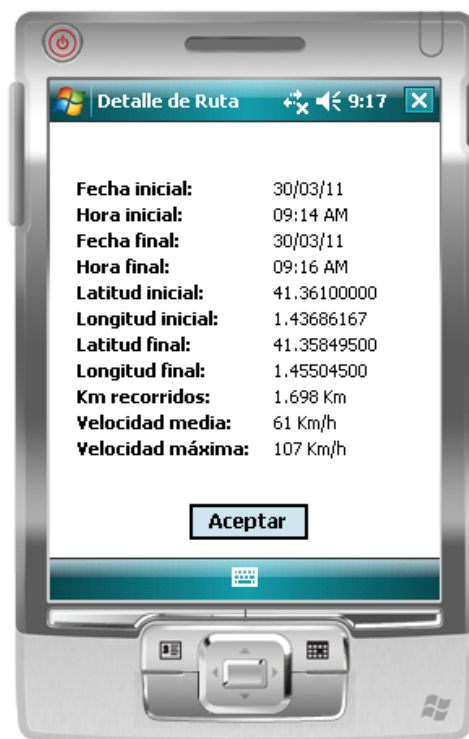 Detalle de Ruta 9:17
Fecha inicial: 30/03/11
Hora inicial: 09:14 AM
Fecha final: 30/03/11
Hora final: 09:16 AM
Latitud inicial: 41.36100000
Longitud inicial: 1.43686167
Latitud final: 41.35849500
Longitud final: 1.45504500
Km recorridos: 1.698 Km
Velocidad media: 61 Km/h
Velocidad máxima: 107 Km/h
Aceptar